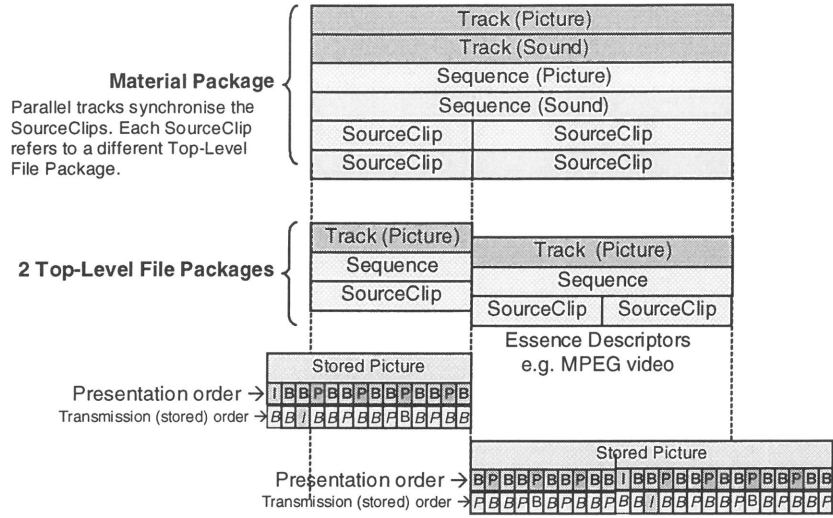 Track (Picture)
Track (Sound)
Material Package
Sequence (Picture)
Parallel tracks synchronise the
SourceClips. Each SourceClip
refers to a different Top-Level
File Package.
Sequence (Sound)
SourceClip SourceClip
SourceClip SourceClip
Track (Picture)
Track (Picture)
2 Top-Level File Packages
Sequence
Sequence
SourceClip
SourceClip SourceClip
Essence Descriptors
e.g. MPEG video
Stored Picture
Presentation order → I B B P B B P B B P B B P B
Transmission (stored) order → B B I B B P B B P B B P B B
Stored Picture
Presentation order → B P B B P B B P B B I B B P B B P B B P B B P B B
Transmission (stored) order → P B B P B B P B B P B B I B B P B B P B B P B B P